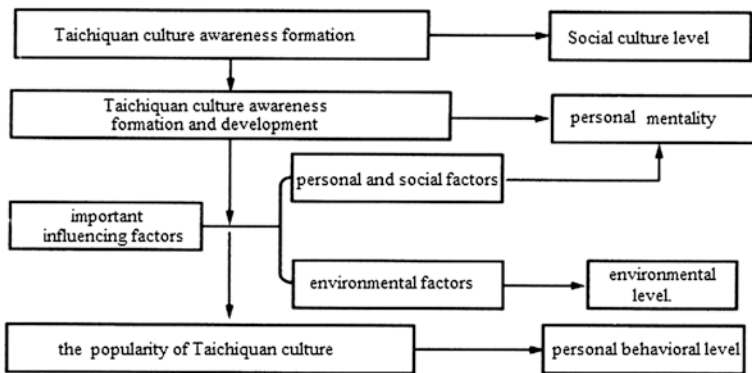 Taichiquan culture awareness formation
Social culture level
Taichiquan culture awareness
formation and development
personal mentality
personal and social factors
important
influencing factors
environmental factors
environmental
level.
the popularity of Taichiquan culture
personal behavioral level